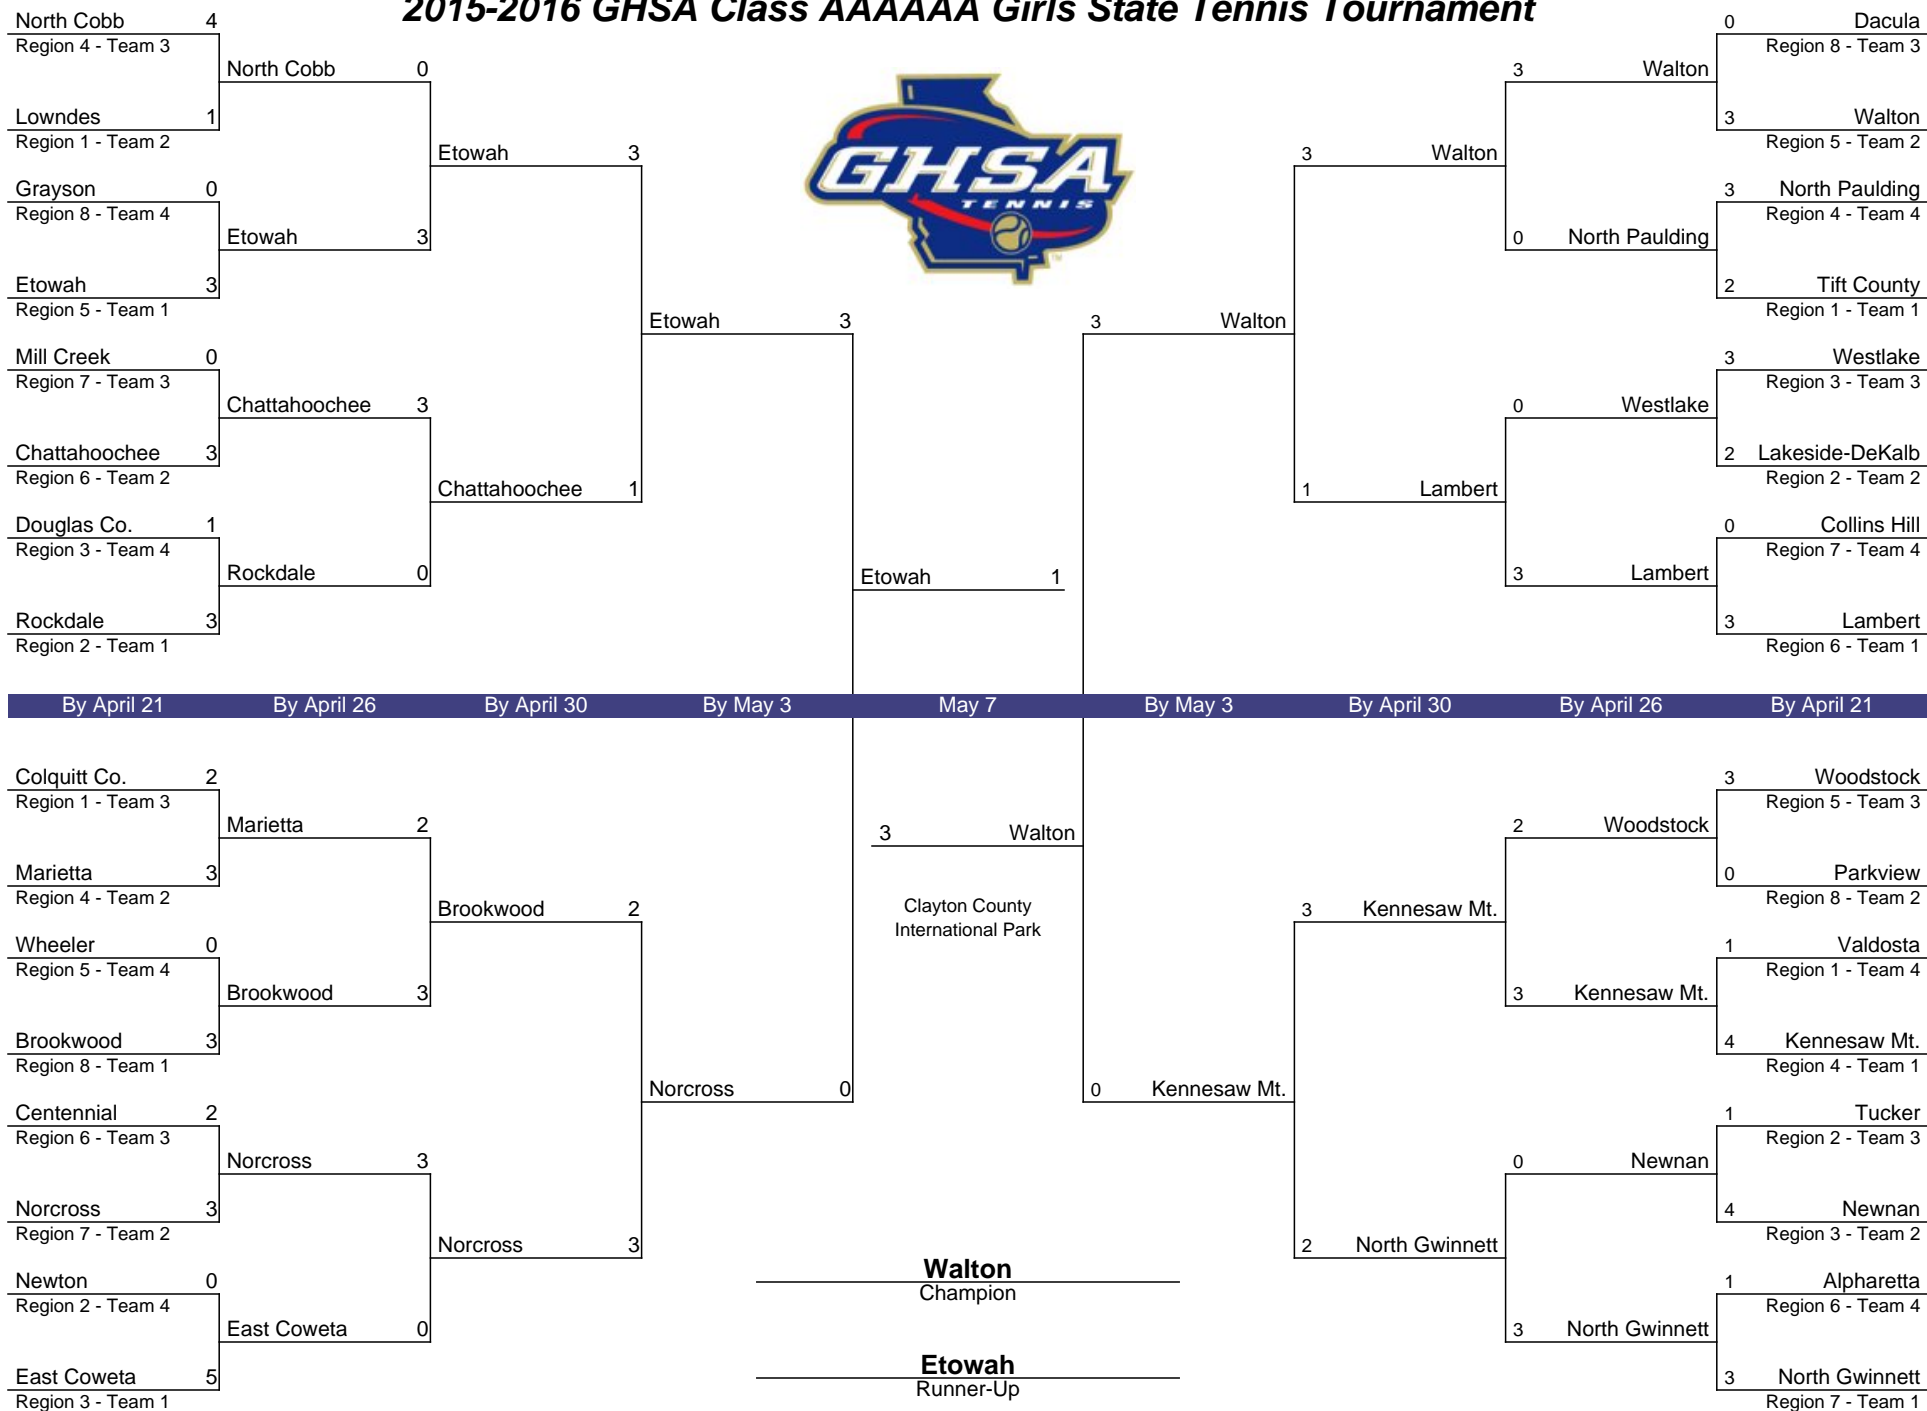 2015-2016 GHSA Class AAAAAA Girls State Tennis Tournament
North Cobb 4
Region 4 - Team 3
Lowndes 1
Region 1 - Team 2
Grayson 0
Region 8 - Team 4
Etowah 3
Region 5 - Team 1
Mill Creek 0
Region 7 - Team 3
Chattahoochee 3
Region 6 - Team 2
Douglas Co. 1
Region 3 - Team 4
Rockdale 3
Region 2 - Team 1
North Cobb 0
Etowah 3
Chattahoochee 3
Rockdale 0
Etowah 3
Chattahoochee 1
Etowah 3
Etowah 1
GHSA
TENNIS
TM
3 Walton
3 Walton
1 Lambert
3 Walton
0 North Paulding
0 Westlake
3 Lambert
0 Dacula
Region 8 - Team 3
3 Walton
Region 5 - Team 2
3 North Paulding
Region 4 - Team 4
2 Tift County
Region 1 - Team 1
3 Westlake
Region 3 - Team 3
2 Lakeside-DeKalb
Region 2 - Team 2
0 Collins Hill
Region 7 - Team 4
3 Lambert
Region 6 - Team 1
By April 21 By April 26 By April 30 By May 3 May 7 By May 3 By April 30 By April 26 By April 21
Colquitt Co. 2
Region 1 - Team 3
Marietta 3
Region 4 - Team 2
Wheeler 0
Region 5 - Team 4
Brookwood 3
Region 8 - Team 1
Centennial 2
Region 6 - Team 3
Norcross 3
Region 7 - Team 2
Newton 0
Region 2 - Team 4
East Coweta 5
Region 3 - Team 1
Marietta 2
Brookwood 3
Norcross 3
East Coweta 0
Brookwood 2
Norcross 3
Norcross 0
3 Walton
Clayton County
International Park
Walton
Champion
Etowah
Runner-Up
0 Kennesaw Mt.
3 Kennesaw Mt.
2 North Gwinnett
2 Woodstock
3 Kennesaw Mt.
0 Newnan
3 North Gwinnett
3 Woodstock
Region 5 - Team 3
0 Parkview
Region 8 - Team 2
1 Valdosta
Region 1 - Team 4
4 Kennesaw Mt.
Region 4 - Team 1
1 Tucker
Region 2 - Team 3
4 Newnan
Region 3 - Team 2
1 Alpharetta
Region 6 - Team 4
3 North Gwinnett
Region 7 - Team 1